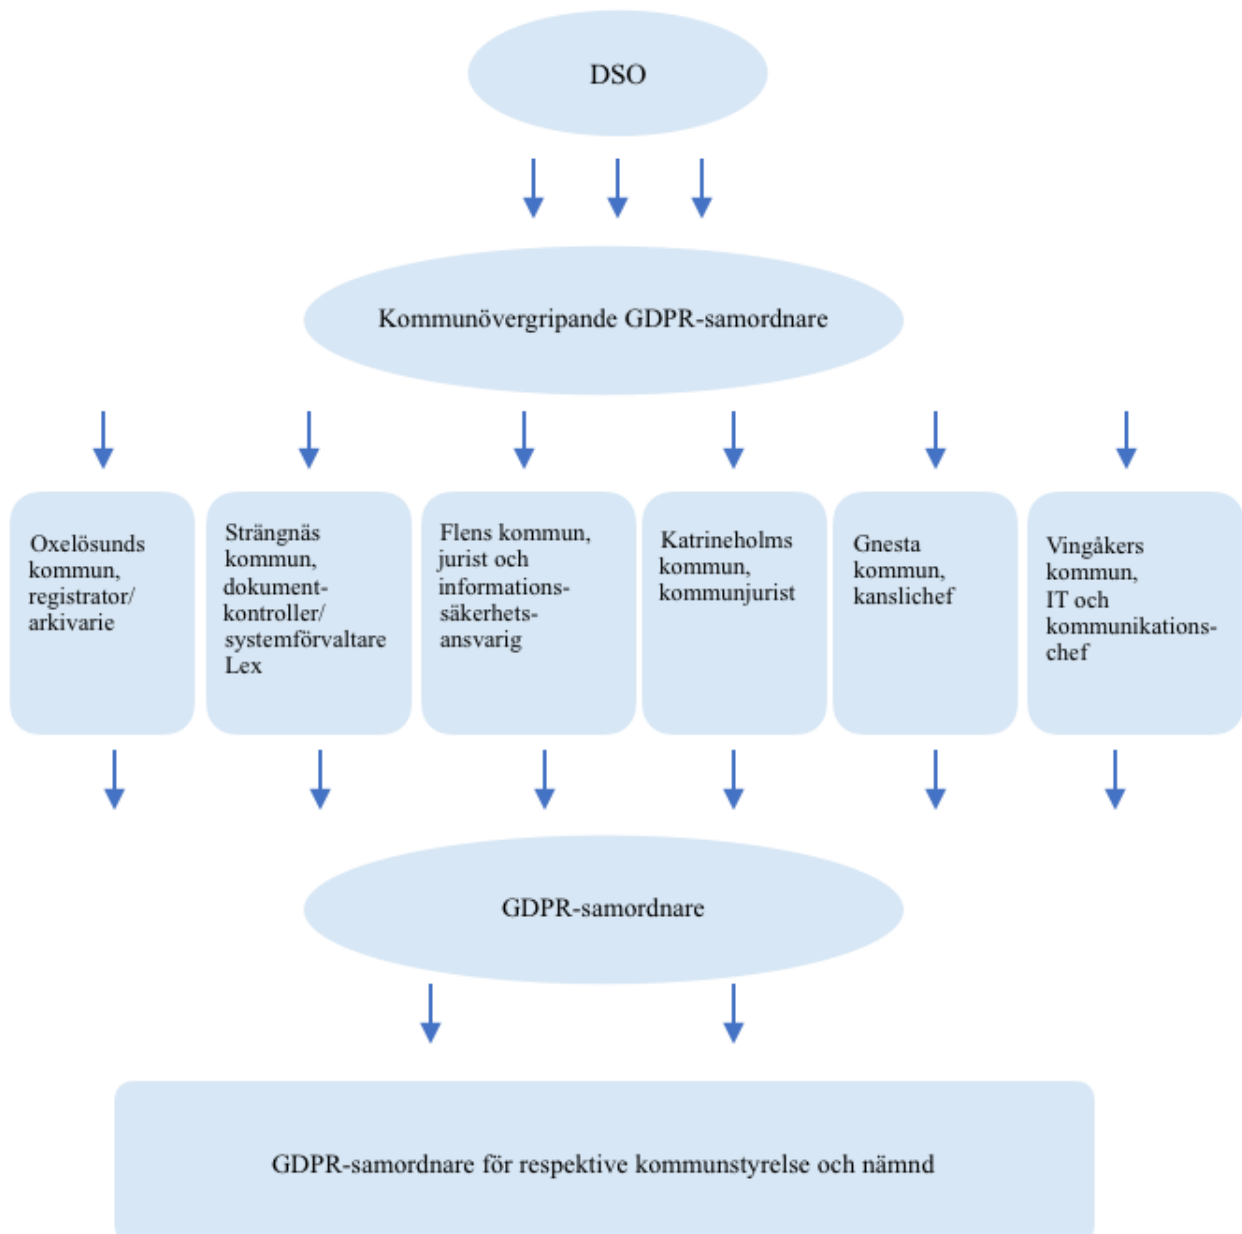 DSO
Kommunövergripande GDPR-samordnare
Oxelösunds
kommun,
registrator/
arkivarie
Strängnäs
kommun,
dokument-
kontroller/
systemförvaltare
Lex
Flens kommun,
jurist och
informations-
säkerhets-
ansvarig
Katrineholms
kommun,
kommunjurist
Gnesta
kommun,
kanslichef
Vingåkers
kommun,
IT och
kommunikations-
chef
GDPR-samordnare
GDPR-samordnare för respektive kommunstyrelse och nämnd